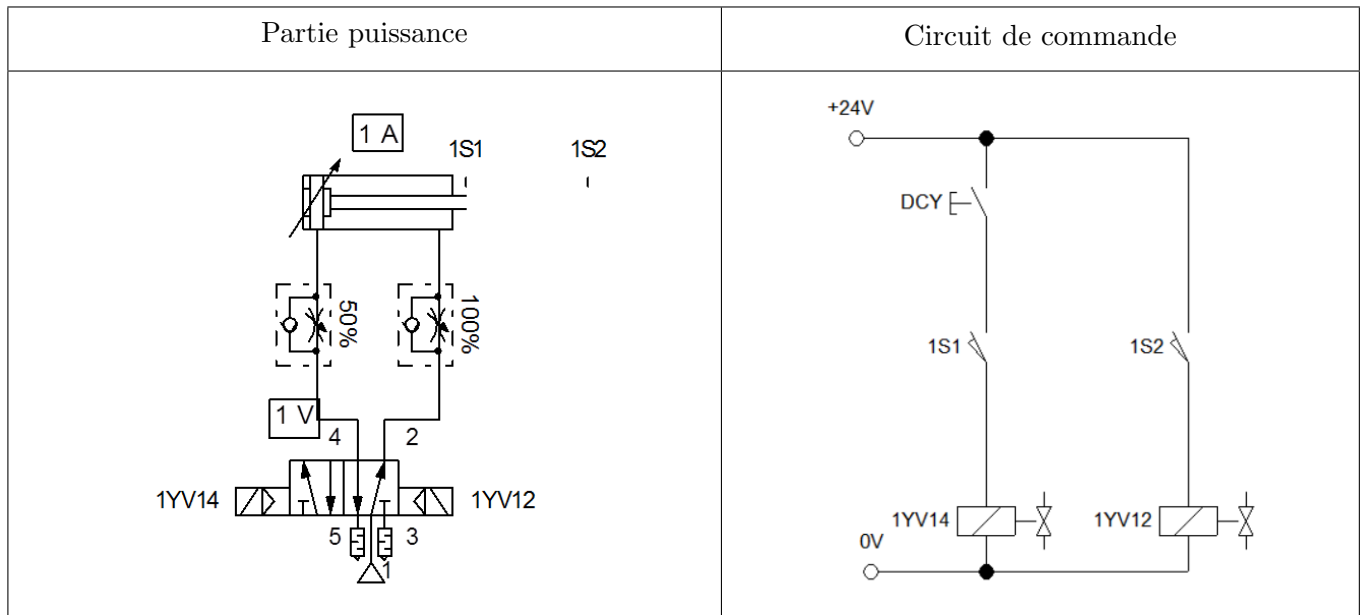 Partie puissance
Circuit de commande
1 A
1S1
1S2
50%
100%
1 V
4
2
1YV14
1YV12
5
3
1
+24V
DCY
1S1
1S2
1YV14
1YV12
0V